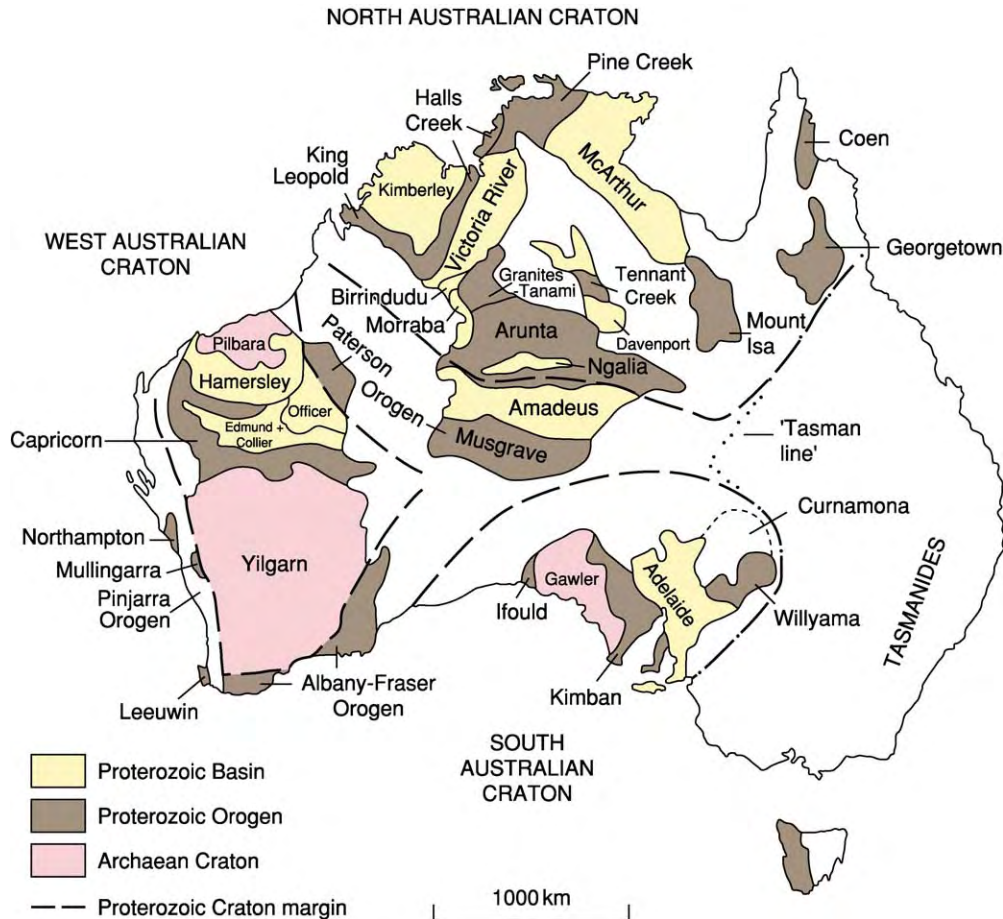 NORTH AUSTRALIAN CRATON
Pine Creek
Halls
Creek
King
Leopold
Kimberley
Victoria River
McArthur
Coen
WEST AUSTRALIAN
CRATON
Georgetown
Birrindudu
Morraba
Granites
-Tanami
Tennant
Creek
Arunta
Davenport
Mount
Isa
Ngalia
Paterson
Orogen
Pilbara
Hamersley
Officer
Edmund +
Collier
Amadeus
Musgrave
Capricorn
'Tasman
line'
Curnamona
Northampton
Mullingarra
Pinjarra
Orogen
Yilgarn
Gawler
Adelaide
Ifould
Willyama
TASMANIDES
Kimban
Leeuwin
Albany-Fraser
Orogen
SOUTH
AUSTRALIAN
CRATON
Proterozoic Basin
Proterozoic Orogen
Archaean Craton
Proterozoic Craton margin
1000 km